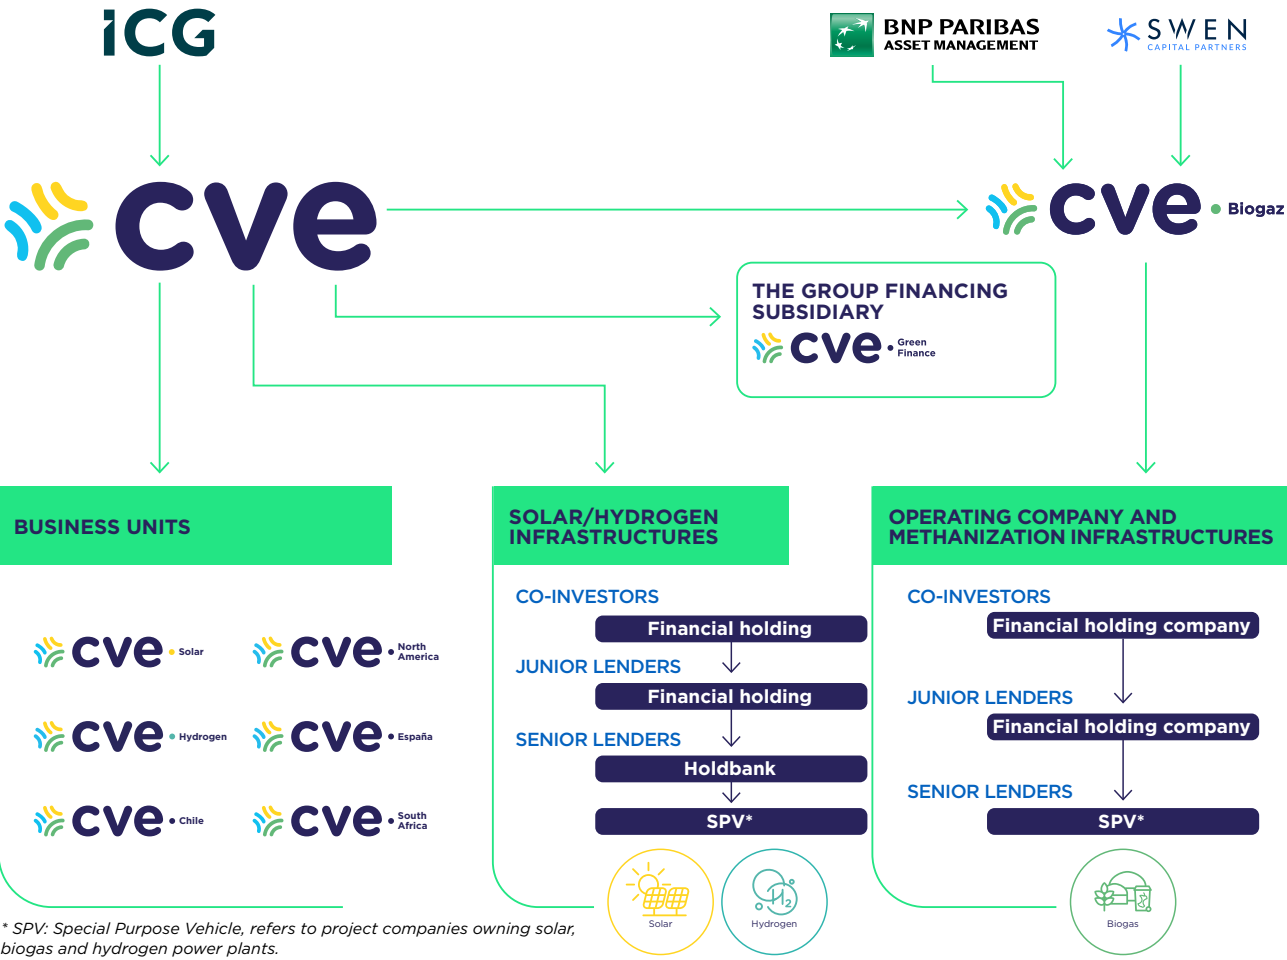 iCG
BNP PARIBAS
ASSET MANAGEMENT
SWEN
CAPITAL PARTNERS
cve
cve • Biogaz
THE GROUP FINANCING
SUBSIDIARY
cve • Green
Finance
BUSINESS UNITS
cve • Solar
cve • North
America
cve • Hydrogen
cve • España
cve • Chile
cve • South
Africa
SOLAR/HYDROGEN
INFRASTRUCTURES
CO-INVESTORS
Financial holding
JUNIOR LENDERS
Financial holding
SENIOR LENDERS
Holdbank
SPV*
Solar
Hydrogen
H2
OPERATING COMPANY AND
METHANIZATION INFRASTRUCTURES
CO-INVESTORS
Financial holding company
JUNIOR LENDERS
Financial holding company
SENIOR LENDERS
SPV*
Biogas
* SPV: Special Purpose Vehicle, refers to project companies owning solar,
biogas and hydrogen power plants.